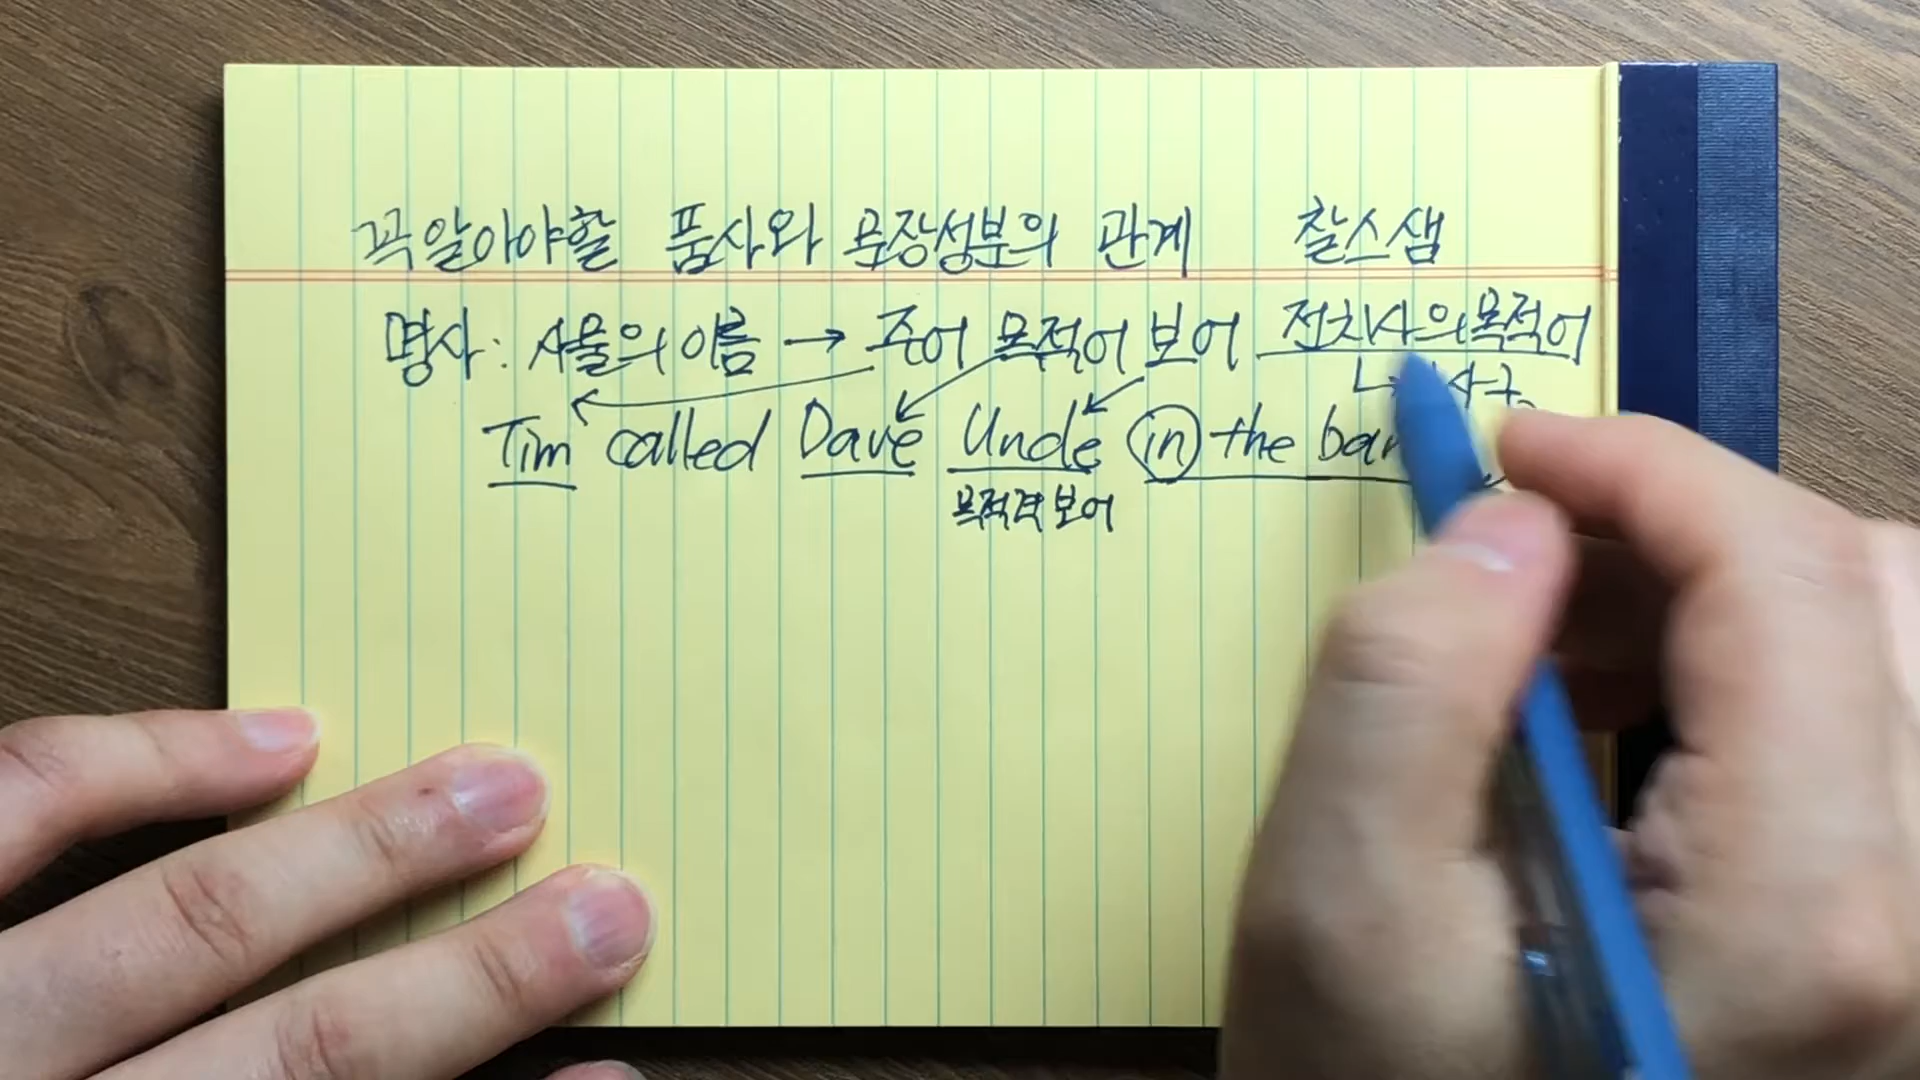 꼭 알아야할 품사와 문장성분의 관계 찰스샘
명사: 사물의 이름 → 주어 목적어 보어 전치사의 목적어
Tim called Dave Uncle in the
목적격 보어